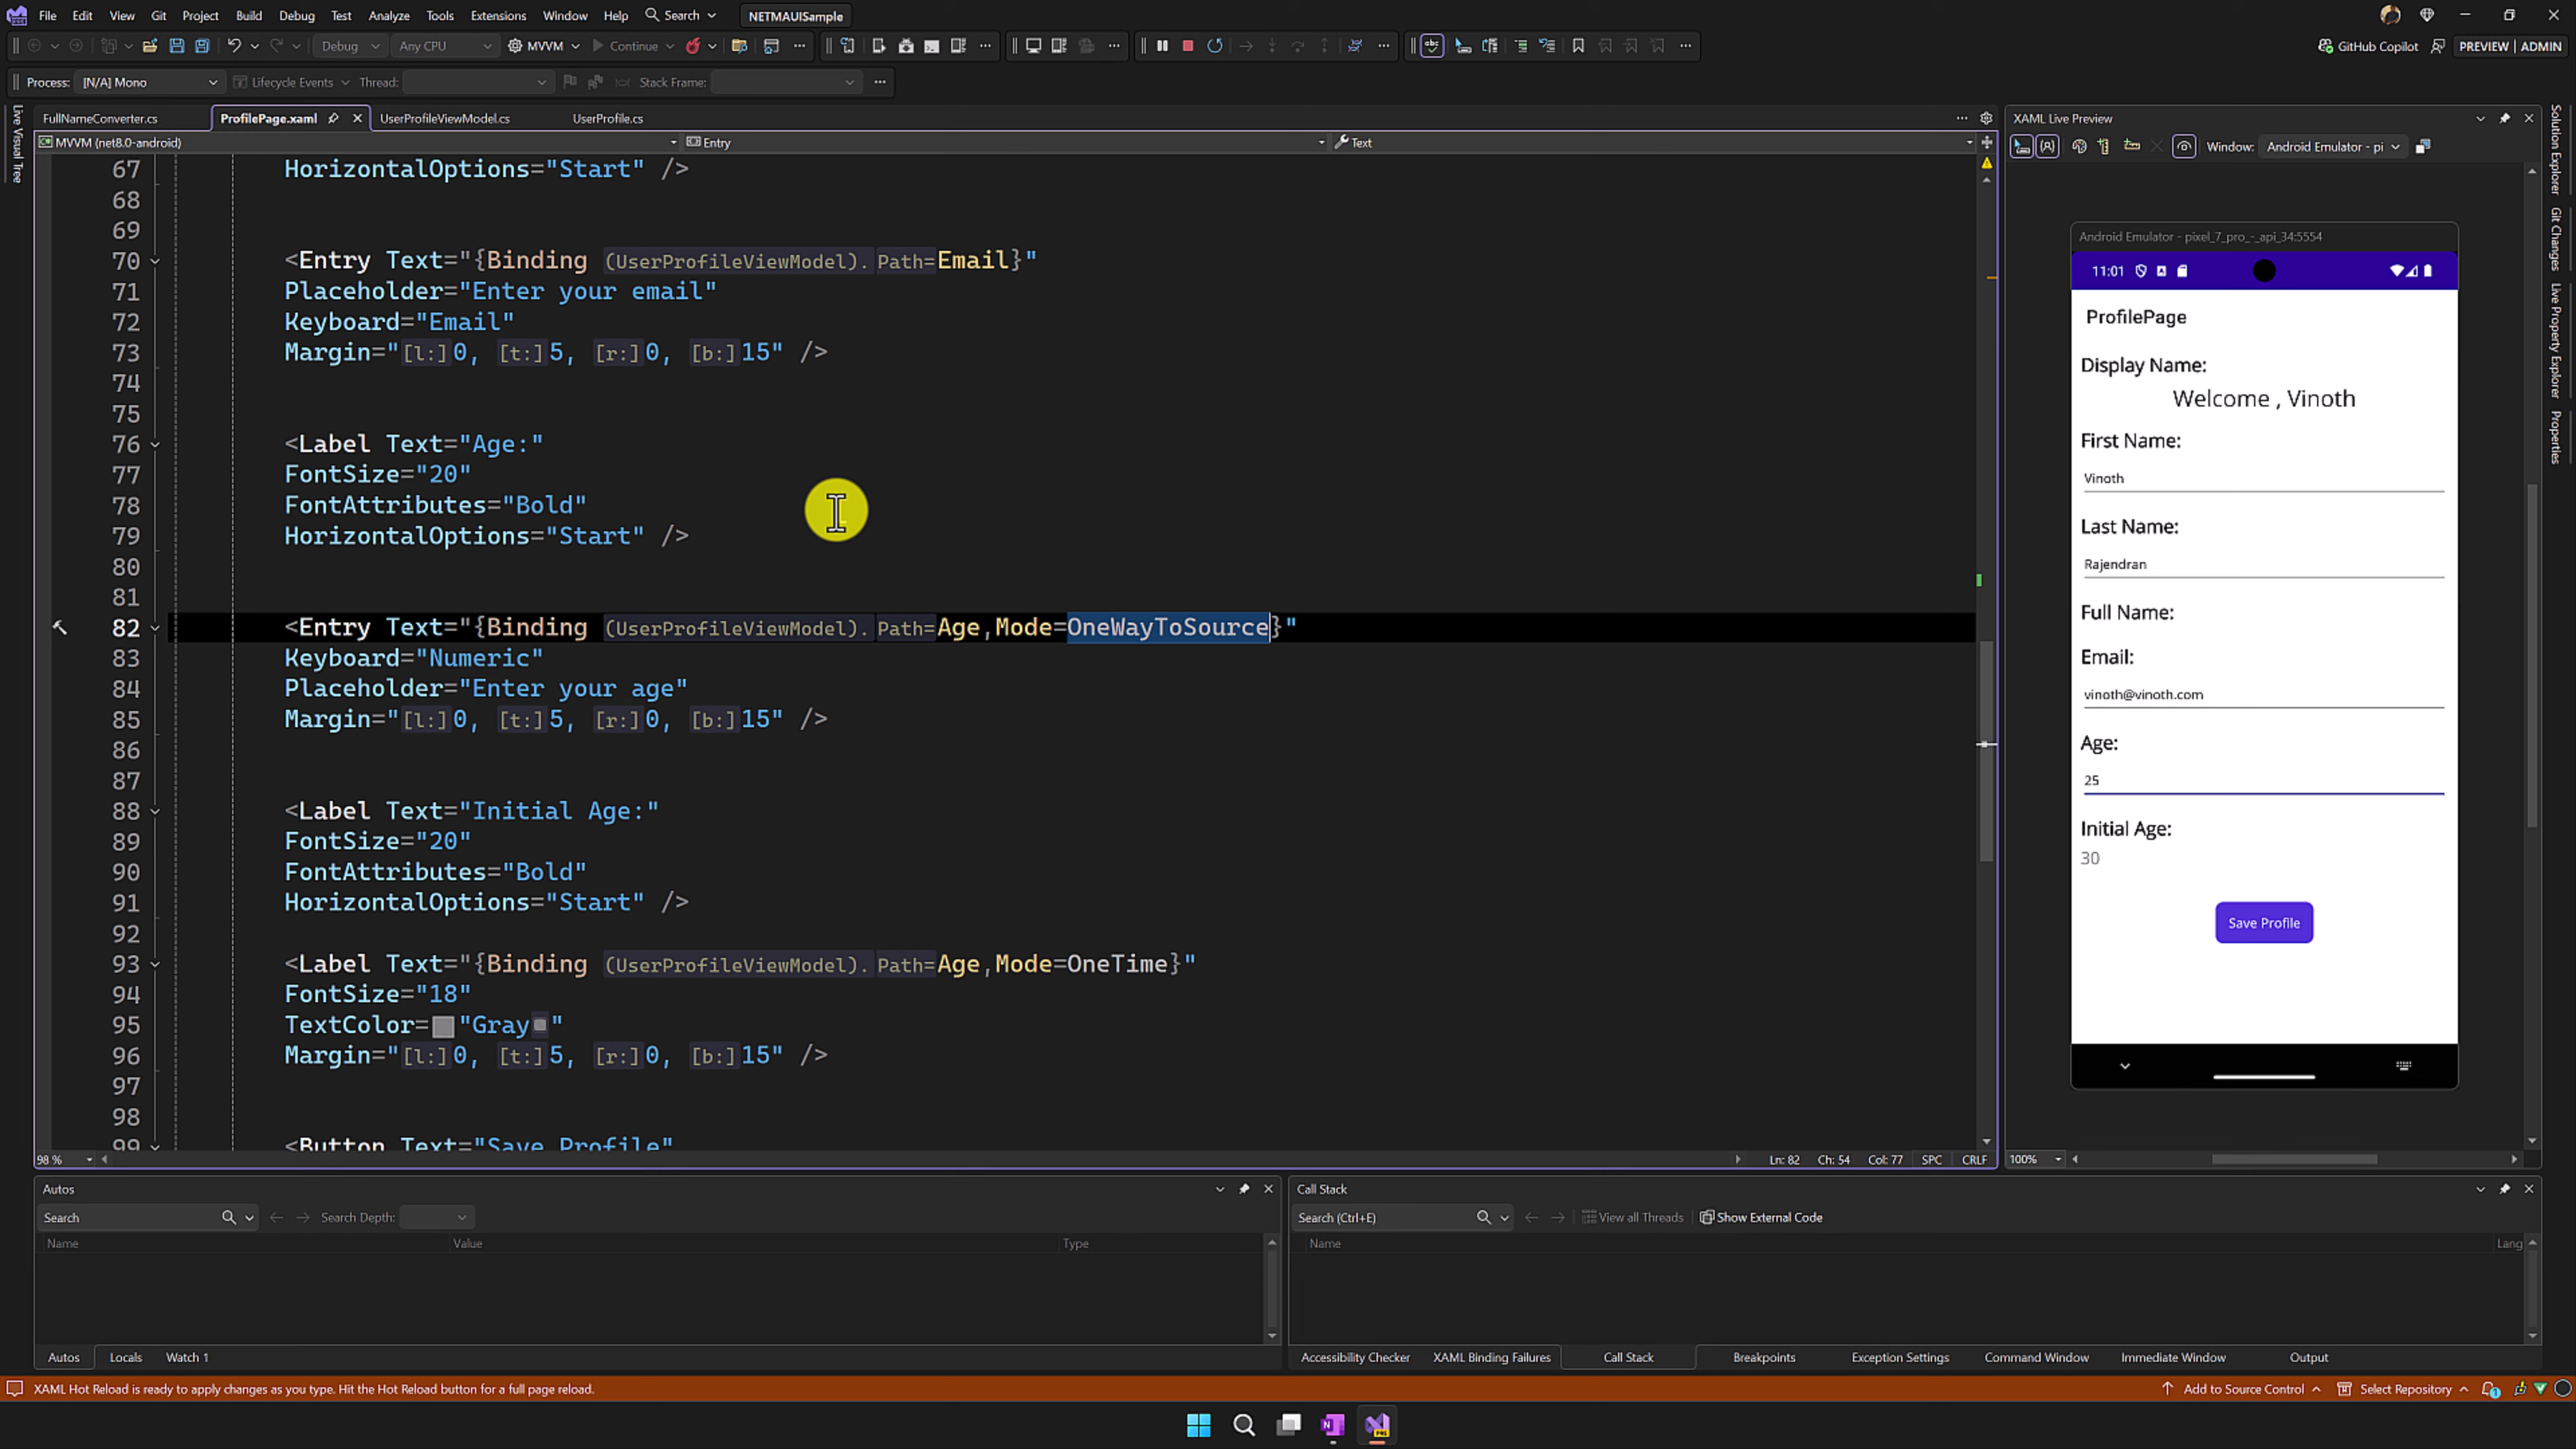 File Edit View Git Project Build Debug Test Analyze Tools Extensions Window Help Search NETMAUISample
Debug Any CPU MVVM Continue GitHub Copilot PREVIEW | ADMIN
Process: [N/A] Mono Lifecycle Events Thread: Stack Frame:
Live Visual Tree
FullNameConverter.cs ProfilePage.xaml UserProfileViewModel.cs UserProfile.cs
MVVM (net8.0-android) Entry Text
67 HorizontalOptions="Start" />
68
69
70 <Entry Text="{Binding (UserProfileViewModel). Path=Email}"
71 Placeholder="Enter your email"
72 Keyboard="Email"
73 Margin="[l:]0, [t:]5, [r:]0, [b:]15" />
74
75
76 <Label Text="Age:"
77 FontSize="20"
78 FontAttributes="Bold"
79 HorizontalOptions="Start" />
80
81
82 <Entry Text="{Binding (UserProfileViewModel). Path=Age,Mode=OneWayToSource}"
83 Keyboard="Numeric"
84 Placeholder="Enter your age"
85 Margin="[l:]0, [t:]5, [r:]0, [b:]15" />
86
87
88 <Label Text="Initial Age:"
89 FontSize="20"
90 FontAttributes="Bold"
91 HorizontalOptions="Start" />
92
93 <Label Text="{Binding (UserProfileViewModel). Path=Age,Mode=OneTime}"
94 FontSize="18"
95 TextColor="Gray"
96 Margin="[l:]0, [t:]5, [r:]0, [b:]15" />
97
98
99 <Button Text="Save Profile"
98 % Ln: 82 Ch: 54 Col: 77 SPC CRLF
XAML Live Preview
Window: Android Emulator - pi
Android Emulator - pixel_7_pro_-_api_34:5554
11:01
ProfilePage
Display Name:
Welcome , Vinoth
First Name:
Vinoth
Last Name:
Rajendran
Full Name:
Email:
vinoth@vinoth.com
Age:
25
Initial Age:
30
Save Profile
100%
Solution Explorer
Git Changes
Live Property Explorer
Properties
Autos
Search Search Depth:
Name Value Type
Autos Locals Watch 1
Call Stack
Search (Ctrl+E) View all Threads Show External Code
Name Lang
Accessibility Checker XAML Binding Failures Call Stack Breakpoints Exception Settings Command Window Immediate Window Output
XAML Hot Reload is ready to apply changes as you type. Hit the Hot Reload button for a full page reload. Add to Source Control Select Repository